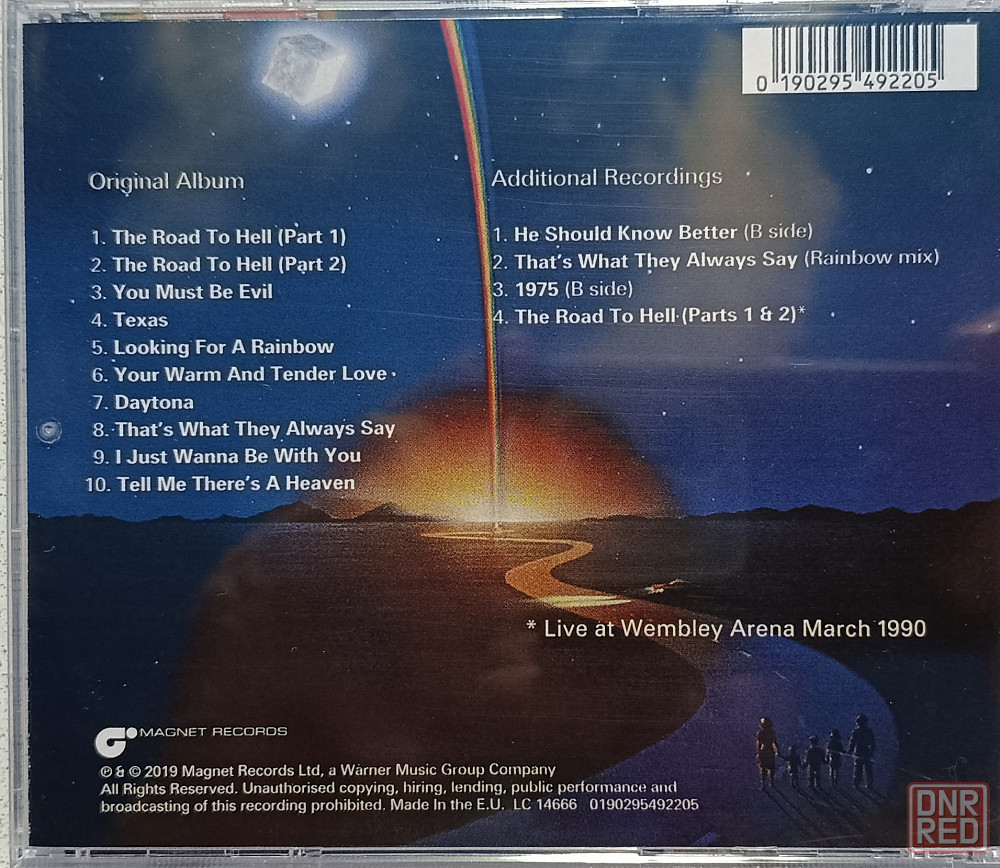 0 190295 492205
Original Album
1. The Road To Hell (Part 1)
2. The Road To Hell (Part 2)
3. You Must Be Evil
4. Texas
5. Looking For A Rainbow
6. Your Warm And Tender Love
7. Daytona
8. That's What They Always Say
9. I Just Wanna Be With You
10. Tell Me There's A Heaven
Additional Recordings
1. He Should Know Better (B side)
2. That's What They Always Say (Rainbow mix)
3. 1975 (B side)
4. The Road To Hell (Parts 1 & 2)*
* Live at Wembley Arena March 1990
MAGNET RECORDS
℗ & © 2019 Magnet Records Ltd, a Warner Music Group Company
All Rights Reserved. Unauthorised copying, hiring, lending, public performance and
broadcasting of this recording prohibited. Made In the E.U. LC 14666 0190295492205
DNR
RED